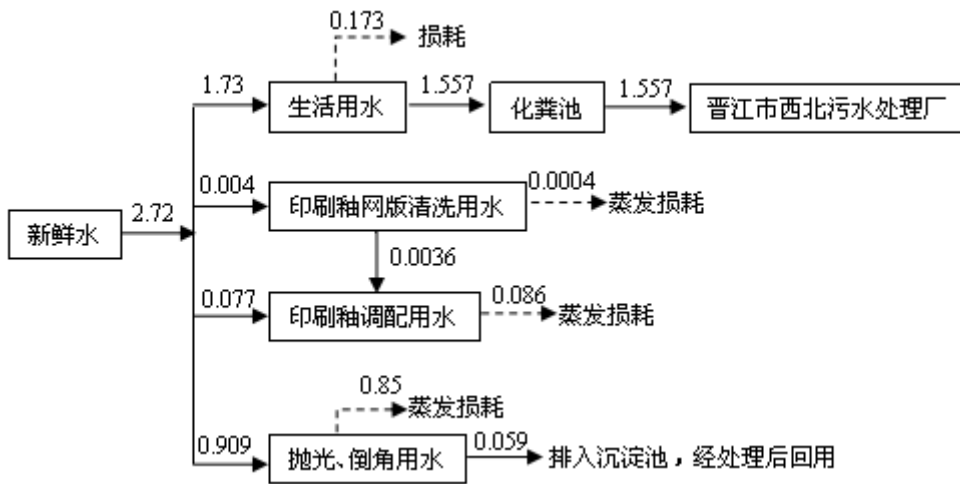 0.173
损耗
1.73
生活用水
1.557
化粪池
1.557
晋江市西北污水处理厂
0.004
印刷釉网版清洗用水
0.0004
蒸发损耗
新鲜水
2.72
0.0036
0.077
印刷釉调配用水
0.086
蒸发损耗
0.85
蒸发损耗
0.909
抛光、倒角用水
0.059
排入沉淀池，经处理后回用